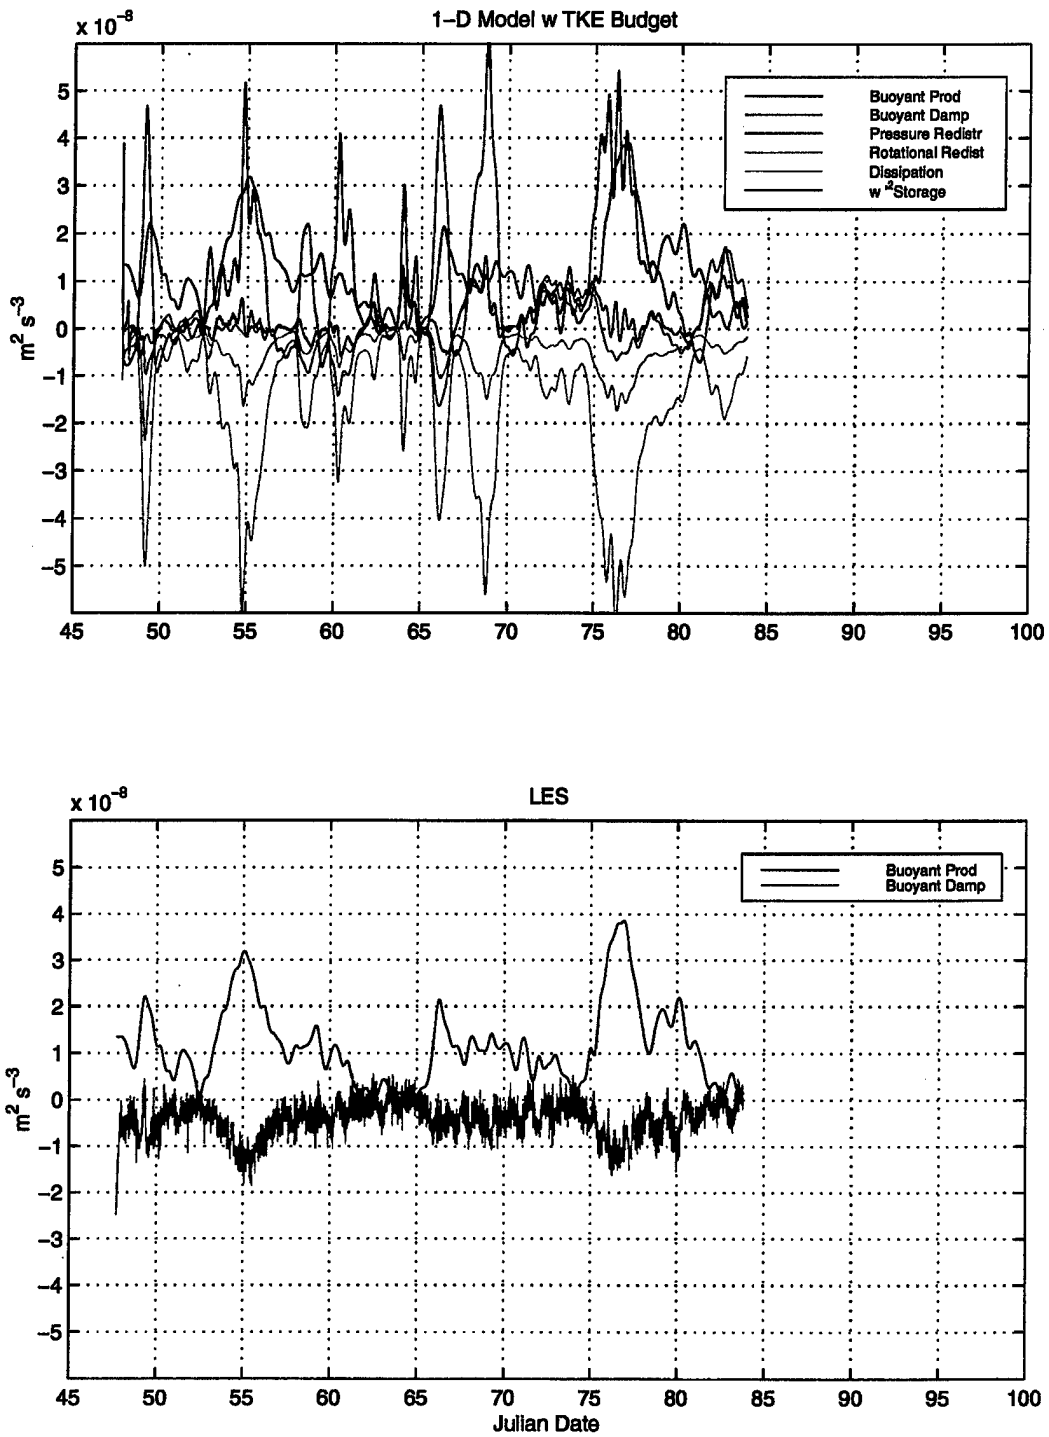 1-D Model w TKE Budget
x 10⁻⁸
5
4
3
2
1
0
-1
-2
-3
-4
-5
m² s⁻³
Buoyant Prod
Buoyant Damp
Pressure Redistr
Rotational Redist
Dissipation
w'²Storage
45 50 55 60 65 70 75 80 85 90 95 100
LES
x 10⁻⁸
5
4
3
2
1
0
-1
-2
-3
-4
-5
m² s⁻³
Buoyant Prod
Buoyant Damp
45 50 55 60 65 70 75 80 85 90 95 100
Julian Date